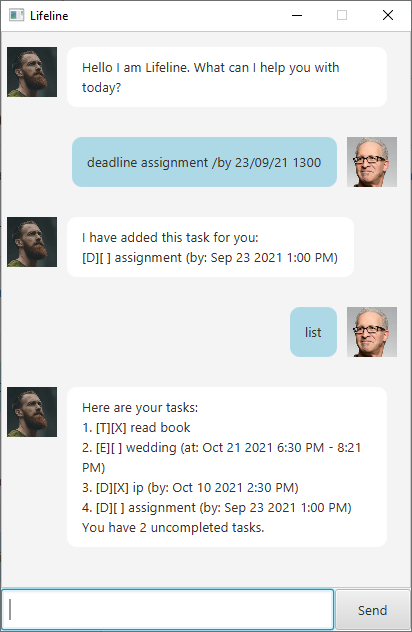 Lifeline
Hello I am Lifeline. What can I help you with
today?
deadline assignment /by 23/09/21 1300
I have added this task for you:
[D][ ] assignment (by: Sep 23 2021 1:00 PM)
list
Here are your tasks:
1. [T][X] read book
2. [E][ ] wedding (at: Oct 21 2021 6:30 PM - 8:21
PM)
3. [D][X] ip (by: Oct 10 2021 2:30 PM)
4. [D][ ] assignment (by: Sep 23 2021 1:00 PM)
You have 2 uncompleted tasks.
Send